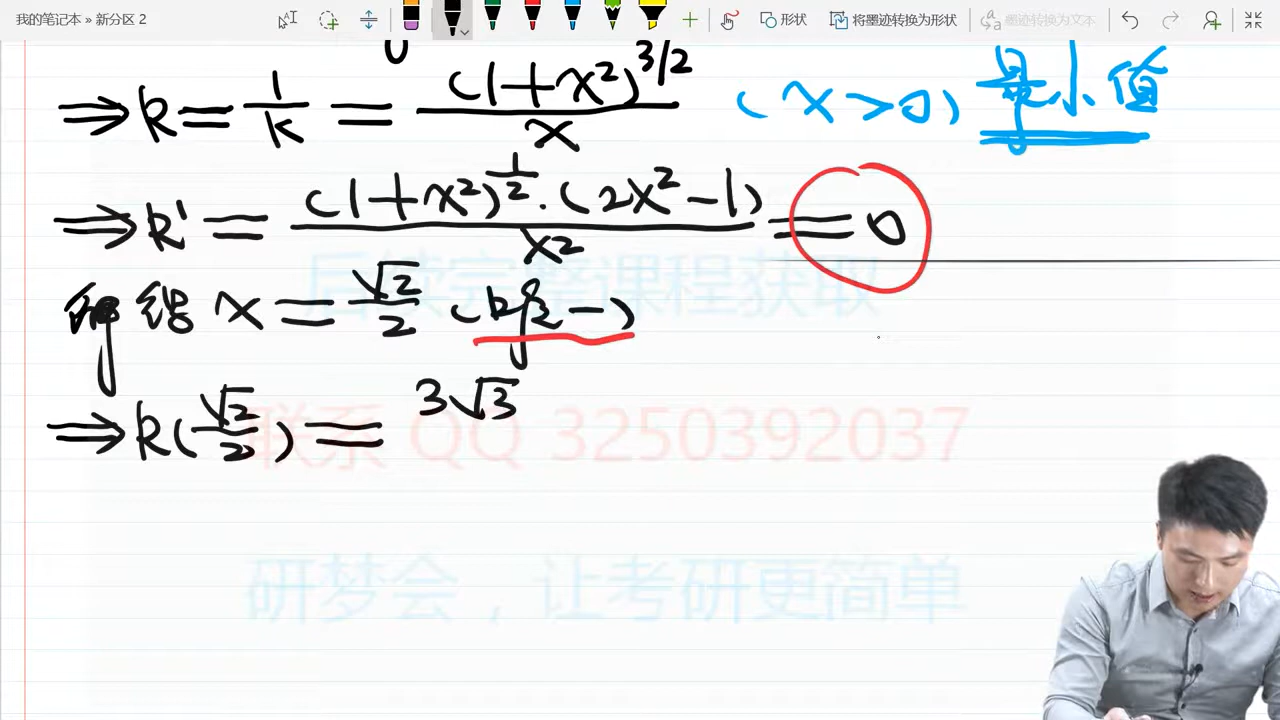 我的笔记本 » 新分区 2
形状 将墨迹转换为形状 墨迹转换为文本
⇒R=1/K=(1+x²)^{3/2}/x (x>0) 最小值
⇒R'=(1+x²)^{1/2}·(2x²-1)/x²=0
后续完整课程获取
解得 x=√2/2 (唯一)
⇒R(√2/2)=3√3
联系 QQ 3250392037
研梦会，让考研更简单